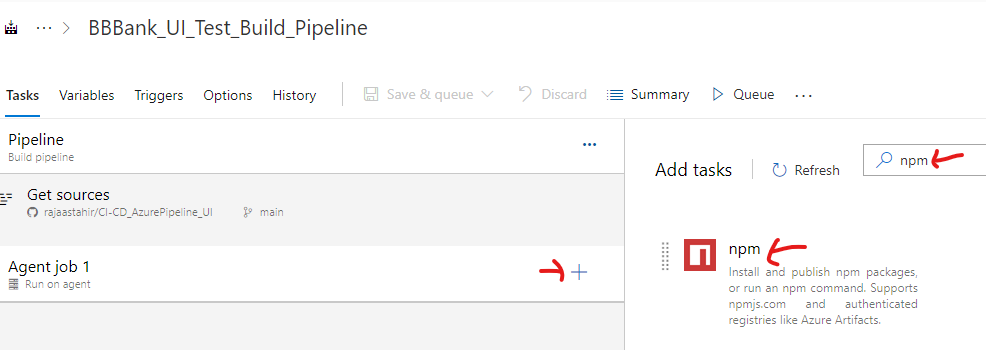 ··· > BBBank_UI_Test_Build_Pipeline
Tasks Variables Triggers Options History Save & queue Discard Summary Queue ···
Pipeline
Build pipeline
···
Get sources
rajaastahir/CI-CD_AzurePipeline_UI main
Agent job 1
Run on agent
Add tasks Refresh npm
npm
Install and publish npm packages,
or run an npm command. Supports
npmjs.com and authenticated
registries like Azure Artifacts.